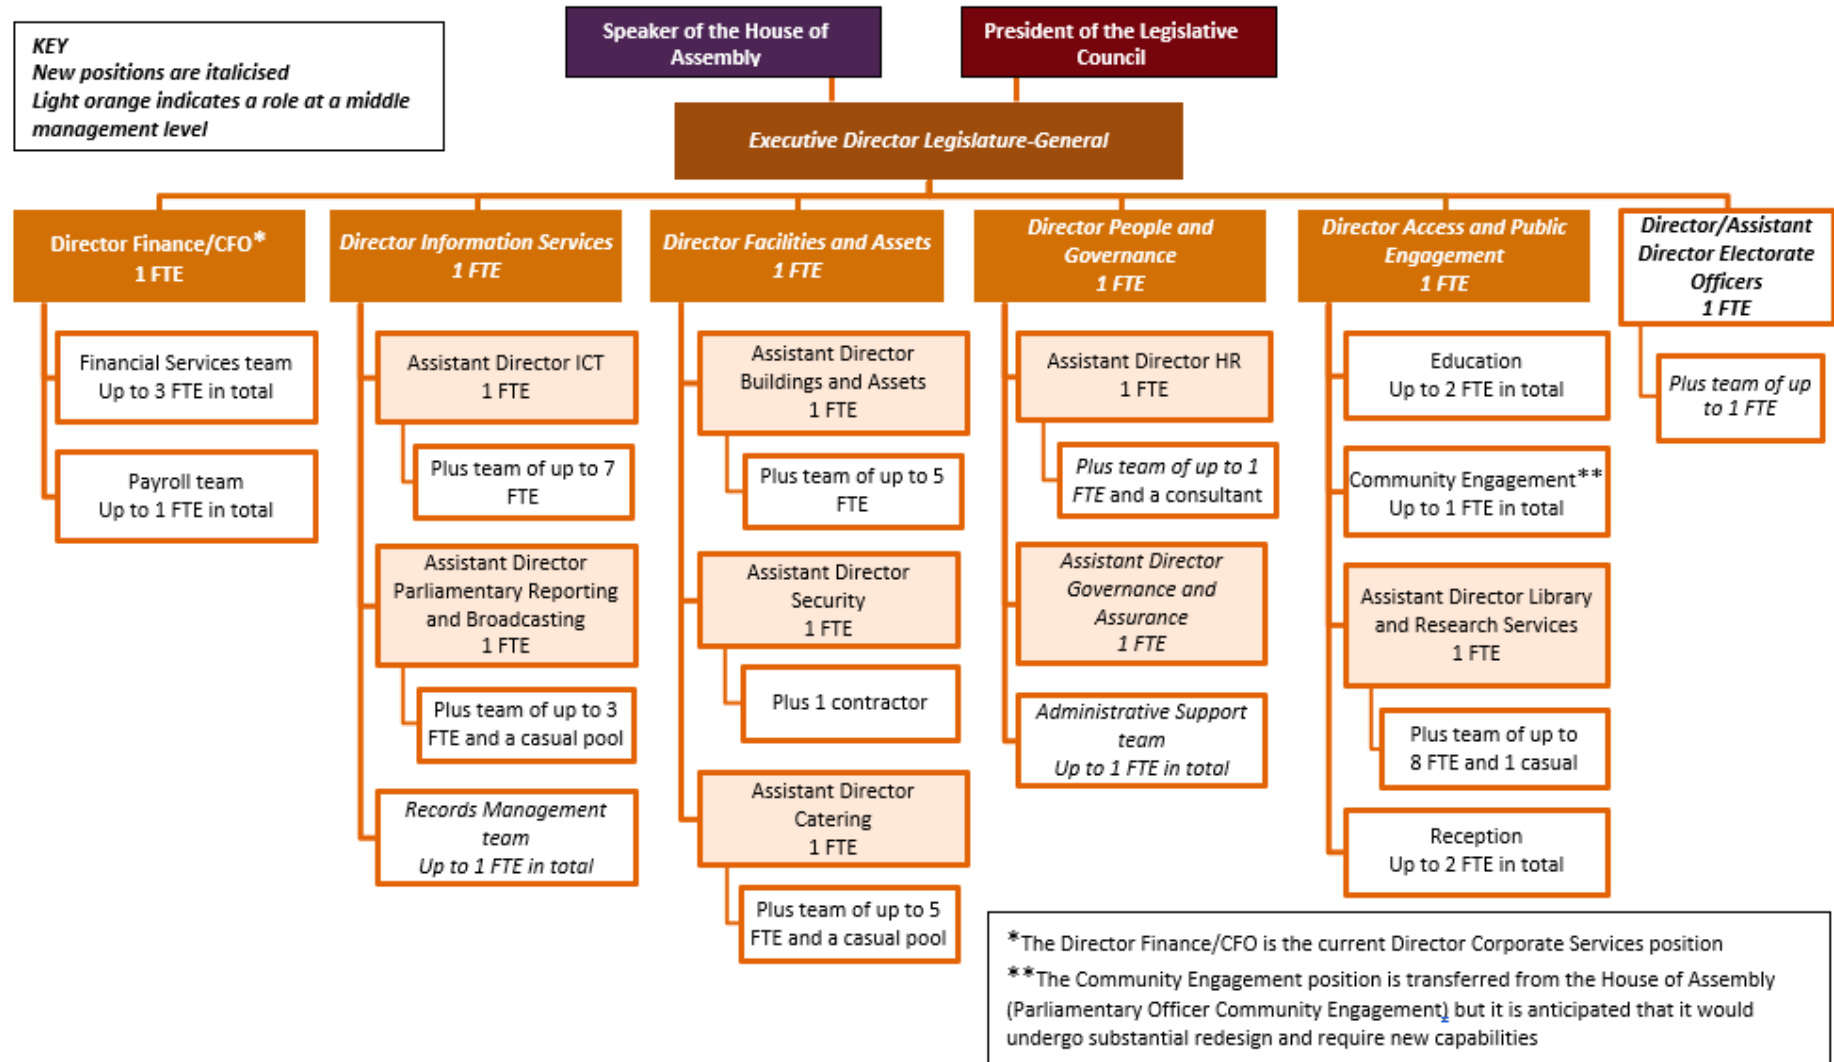 KEY
New positions are italicised
Light orange indicates a role at a middle
management level
Speaker of the House of
Assembly
President of the Legislative
Council
Executive Director Legislature-General
Director Finance/CFO*
1 FTE
Financial Services team
Up to 3 FTE in total
Payroll team
Up to 1 FTE in total
Director Information Services
1 FTE
Assistant Director ICT
1 FTE
Plus team of up to 7
FTE
Assistant Director
Parliamentary Reporting
and Broadcasting
1 FTE
Plus team of up to 3
FTE and a casual pool
Records Management
team
Up to 1 FTE in total
Director Facilities and Assets
1 FTE
Assistant Director
Buildings and Assets
1 FTE
Plus team of up to 5
FTE
Assistant Director
Security
1 FTE
Plus 1 contractor
Assistant Director
Catering
1 FTE
Plus team of up to 5
FTE and a casual pool
Director People and
Governance
1 FTE
Assistant Director HR
1 FTE
Plus team of up to 1
FTE and a consultant
Assistant Director
Governance and
Assurance
1 FTE
Administrative Support
team
Up to 1 FTE in total
Director Access and Public
Engagement
1 FTE
Education
Up to 2 FTE in total
Community Engagement**
Up to 1 FTE in total
Assistant Director Library
and Research Services
1 FTE
Plus team of up to
8 FTE and 1 casual
Reception
Up to 2 FTE in total
Director/Assistant
Director Electorate
Officers
1 FTE
Plus team of up
to 1 FTE
*The Director Finance/CFO is the current Director Corporate Services position
**The Community Engagement position is transferred from the House of Assembly
(Parliamentary Officer Community Engagement) but it is anticipated that it would
undergo substantial redesign and require new capabilities